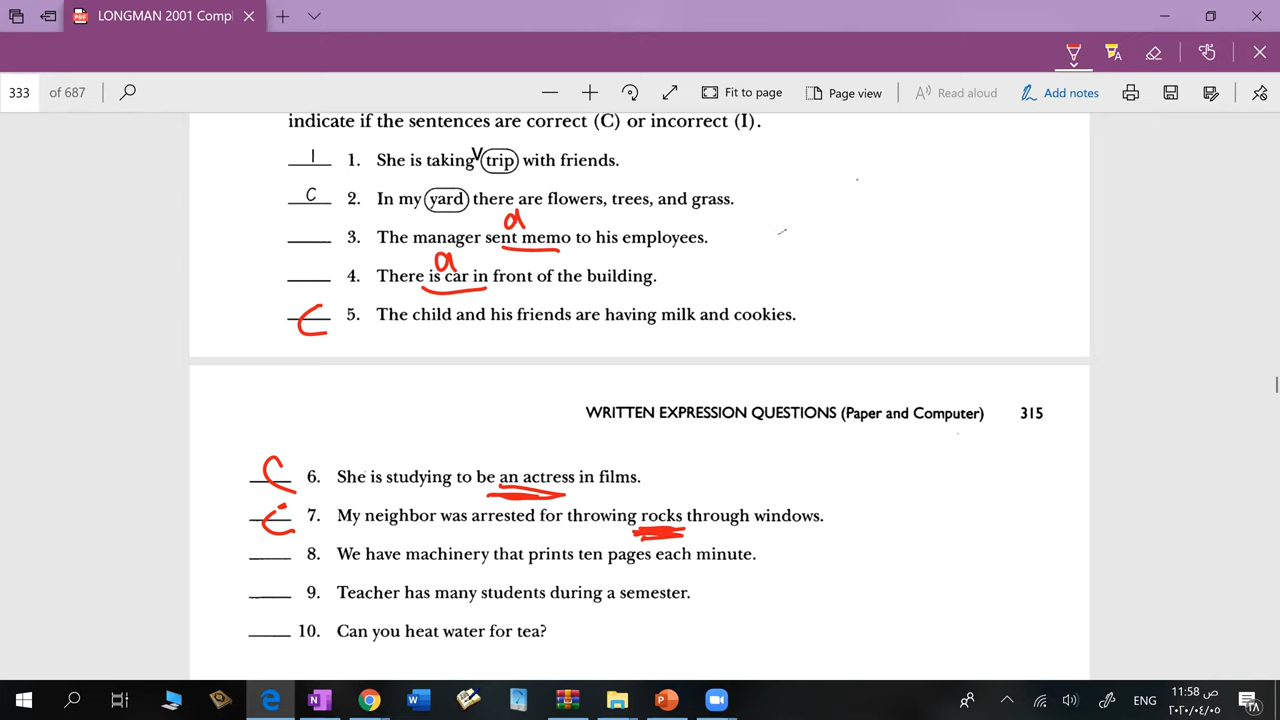 LONGMAN 2001 Compl
333 of 687
Fit to page
Page view
Read aloud
Add notes
indicate if the sentences are correct (C) or incorrect (I).
I 1. She is taking V trip with friends.
C 2. In my yard there are flowers, trees, and grass.
a
____ 3. The manager sent memo to his employees.
a
____ 4. There is car in front of the building.
C 5. The child and his friends are having milk and cookies.
WRITTEN EXPRESSION QUESTIONS (Paper and Computer) 315
C 6. She is studying to be an actress in films.
C 7. My neighbor was arrested for throwing rocks through windows.
____ 8. We have machinery that prints ten pages each minute.
____ 9. Teacher has many students during a semester.
____ 10. Can you heat water for tea?
ENG
11:58 ص
٢٠٢٠/٠٤/٠٥